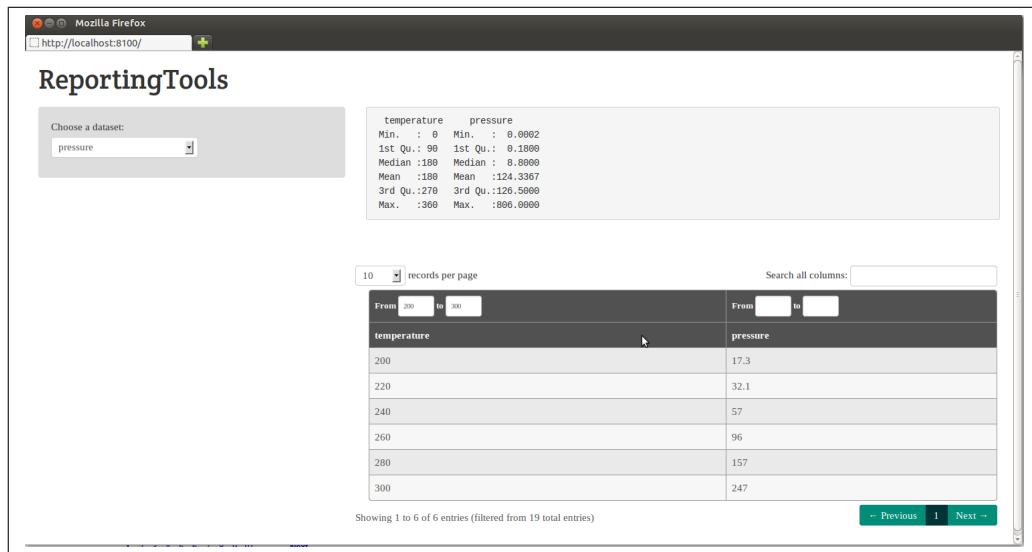 Mozilla Firefox
http://localhost:8100/
ReportingTools
Choose a dataset:
pressure
temperature pressure
Min. : 0 Min. : 0.0002
1st Qu.: 90 1st Qu.: 0.1800
Median :180 Median : 8.8000
Mean :180 Mean :124.3367
3rd Qu.:270 3rd Qu.:126.5000
Max. :360 Max. :806.0000
10 records per page Search all columns:
From 200 to 300 From to
temperature pressure
200 17.3
220 32.1
240 57
260 96
280 157
300 247
Showing 1 to 6 of 6 entries (filtered from 19 total entries) ← Previous 1 Next →